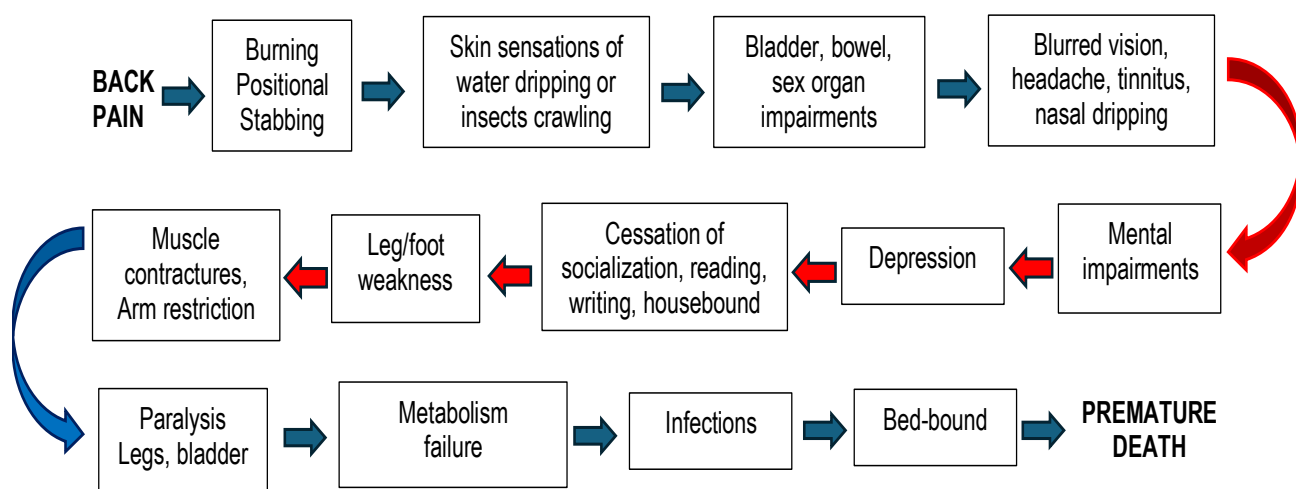 BACK
PAIN
Burning
Positional
Stabbing
Skin sensations of
water dripping or
insects crawling
Bladder, bowel,
sex organ
impairments
Blurred vision,
headache, tinnitus,
nasal dripping
Mental
impairments
Depression
Cessation of
socialization, reading,
writing, housebound
Leg/foot
weakness
Muscle
contractures,
Arm restriction
Paralysis
Legs, bladder
Metabolism
failure
Infections
Bed-bound
PREMATURE
DEATH